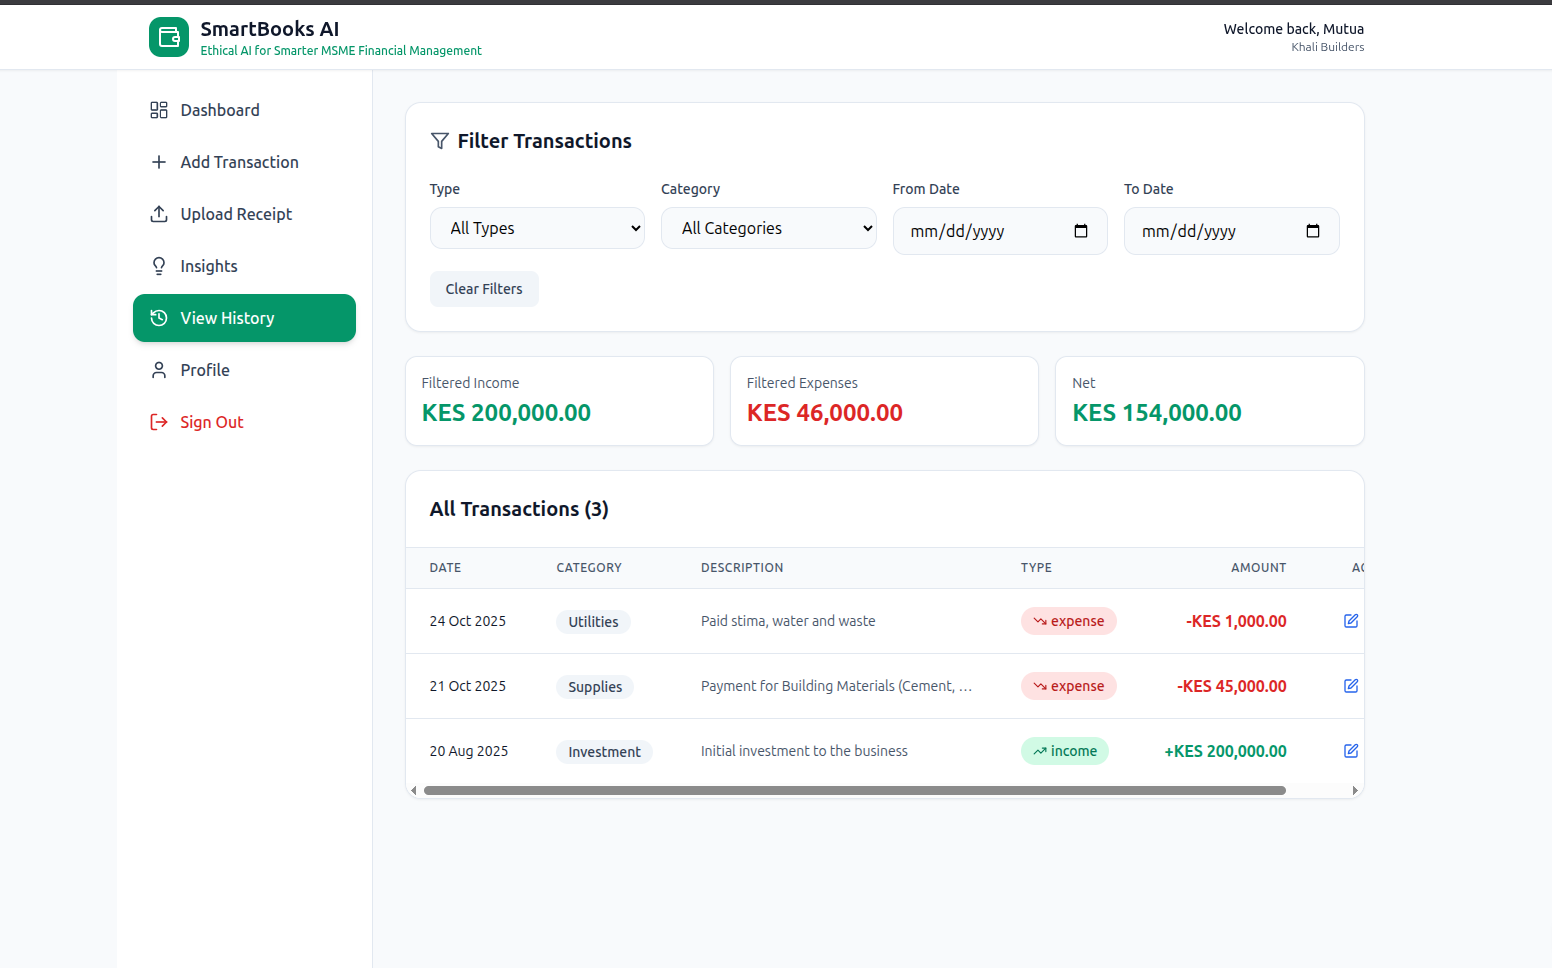 SmartBooks AI
Ethical AI for Smarter MSME Financial Management
Welcome back, Mutua
Khali Builders
Dashboard
Add Transaction
Upload Receipt
Insights
View History
Profile
Sign Out
Filter Transactions
Type
Category
From Date
To Date
All Types
All Categories
mm/dd/yyyy
mm/dd/yyyy
Clear Filters
Filtered Income
KES 200,000.00
Filtered Expenses
KES 46,000.00
Net
KES 154,000.00
All Transactions (3)
DATE CATEGORY DESCRIPTION TYPE AMOUNT
24 Oct 2025 Utilities Paid stima, water and waste expense -KES 1,000.00
21 Oct 2025 Supplies Payment for Building Materials (Cement, … expense -KES 45,000.00
20 Aug 2025 Investment Initial investment to the business income +KES 200,000.00